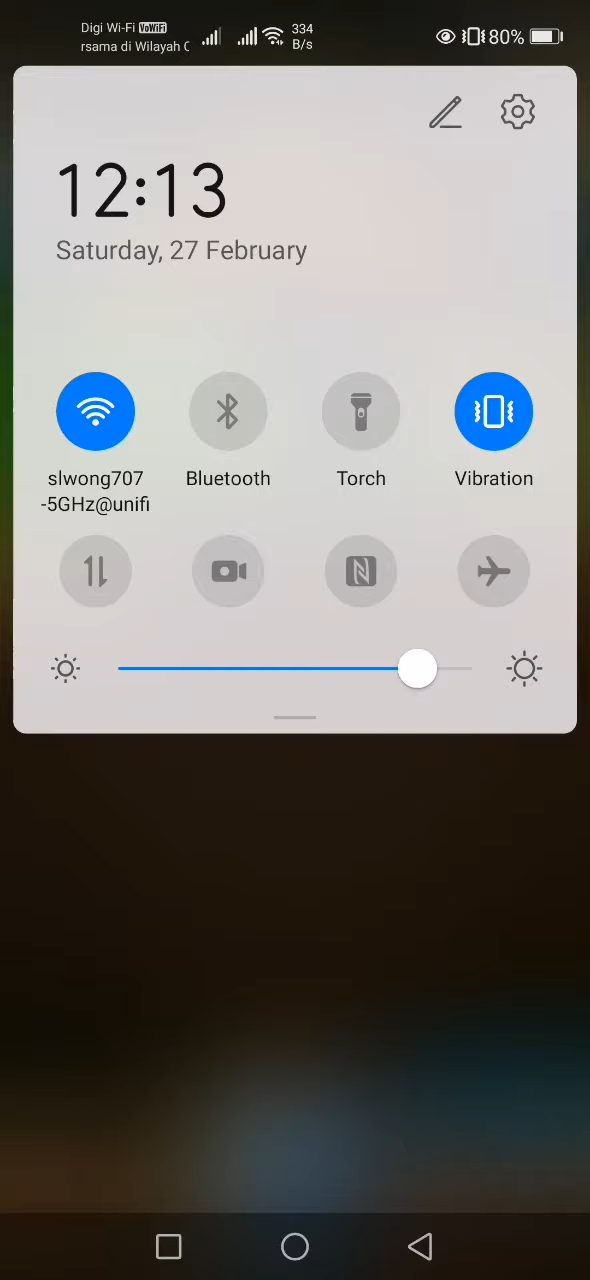 Digi Wi-Fi VoWiFi
rsama di Wilayah
334
B/s
80%
12:13
Saturday, 27 February
slwong707
-5GHz@unifi
Bluetooth
Torch
Vibration